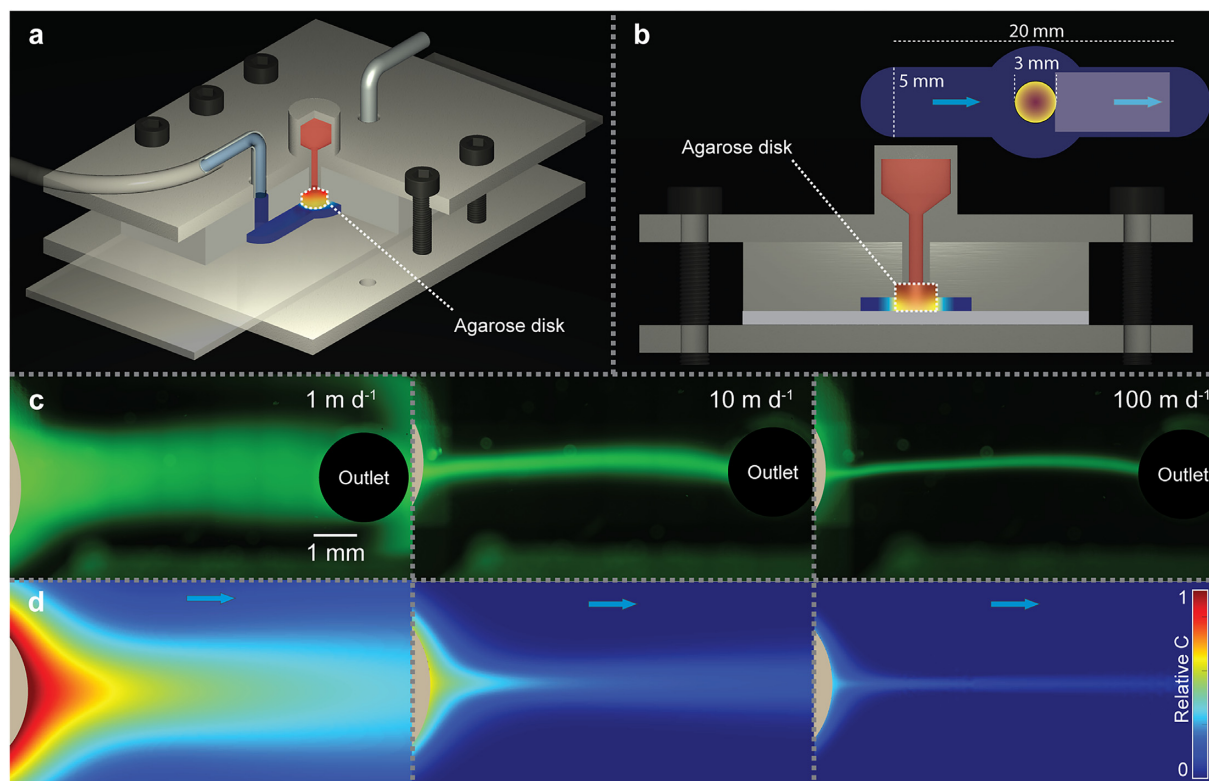 a
b
20 mm
3 mm
5 mm
Agarose disk
Agarose disk
c
1 m d⁻¹
10 m d⁻¹
100 m d⁻¹
Outlet
Outlet
Outlet
1 mm
d
1
Relative C
0